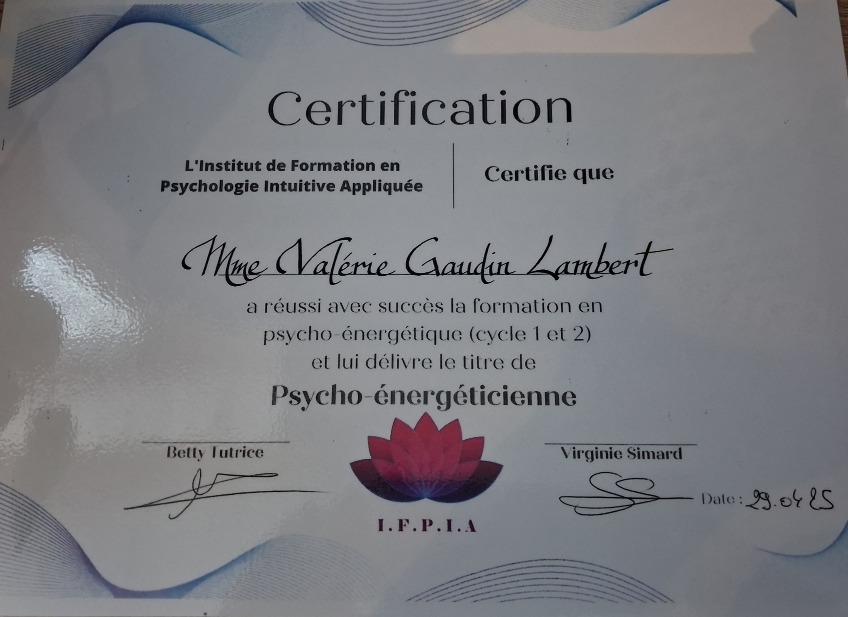 Certification
L'Institut de Formation en
Psychologie Intuitive Appliquée
Certifie que
Mme Valérie Gaudin Lambert
a réussi avec succès la formation en
psycho-énergétique (cycle 1 et 2)
et lui délivre le titre de
Psycho-énergéticienne
Betty Tutrice
Virginie Simard
Date : 29.04 25
I.F.P.I.A